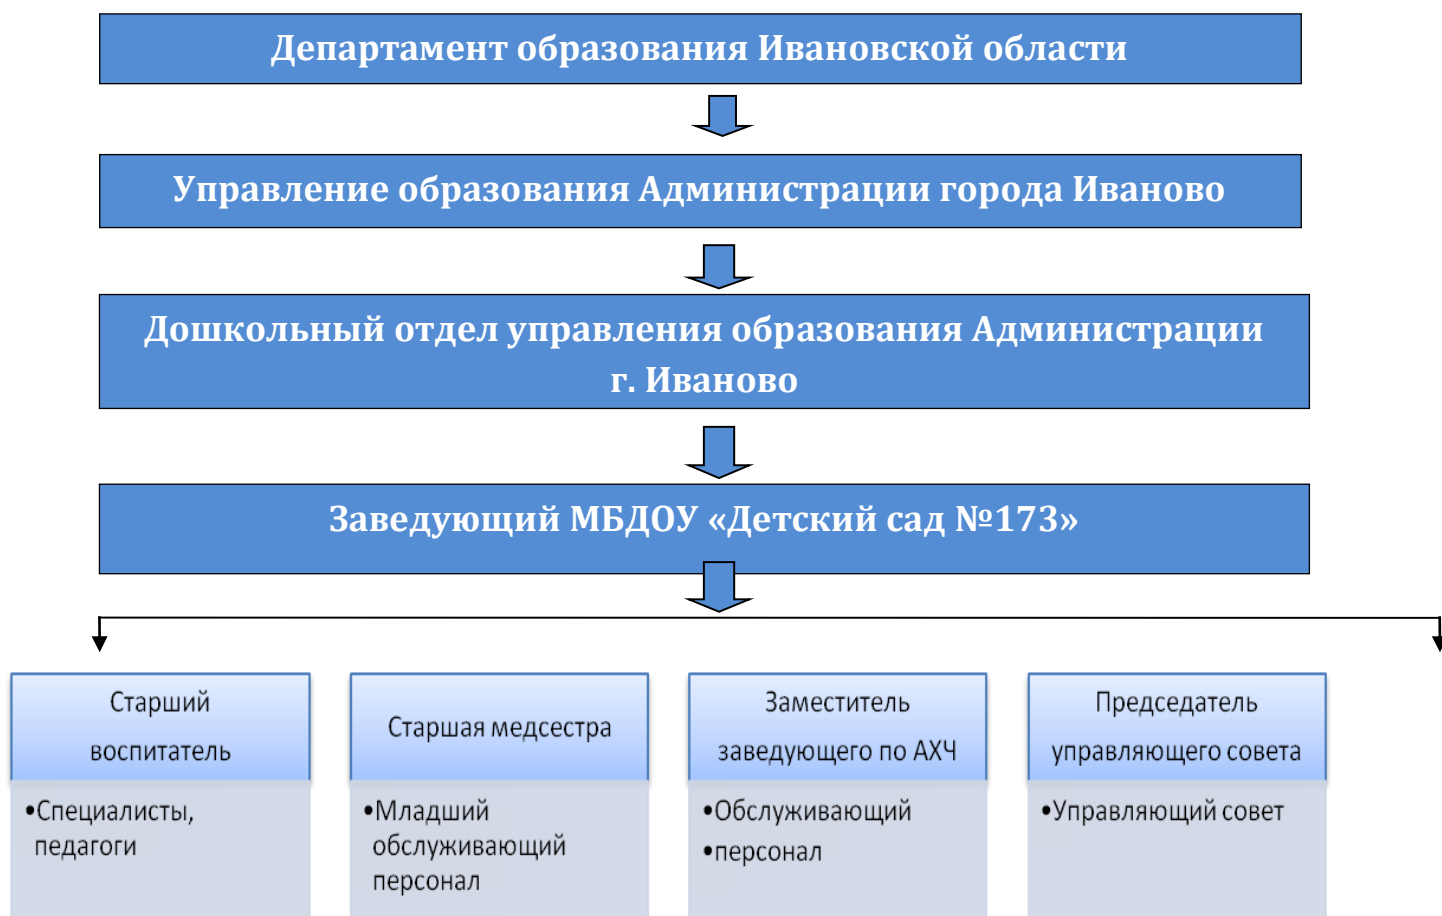 Департамент образования Ивановской области
Управление образования Администрации города Иваново
Дошкольный отдел управления образования Администрации
г. Иваново
Заведующий МБДОУ «Детский сад №173»
Старший
воспитатель
•Специалисты,
педагоги
Старшая медсестра
•Младший
обслуживающий
персонал
Заместитель
заведующего по АХЧ
•Обслуживающий
•персонал
Председатель
управляющего совета
•Управляющий совет